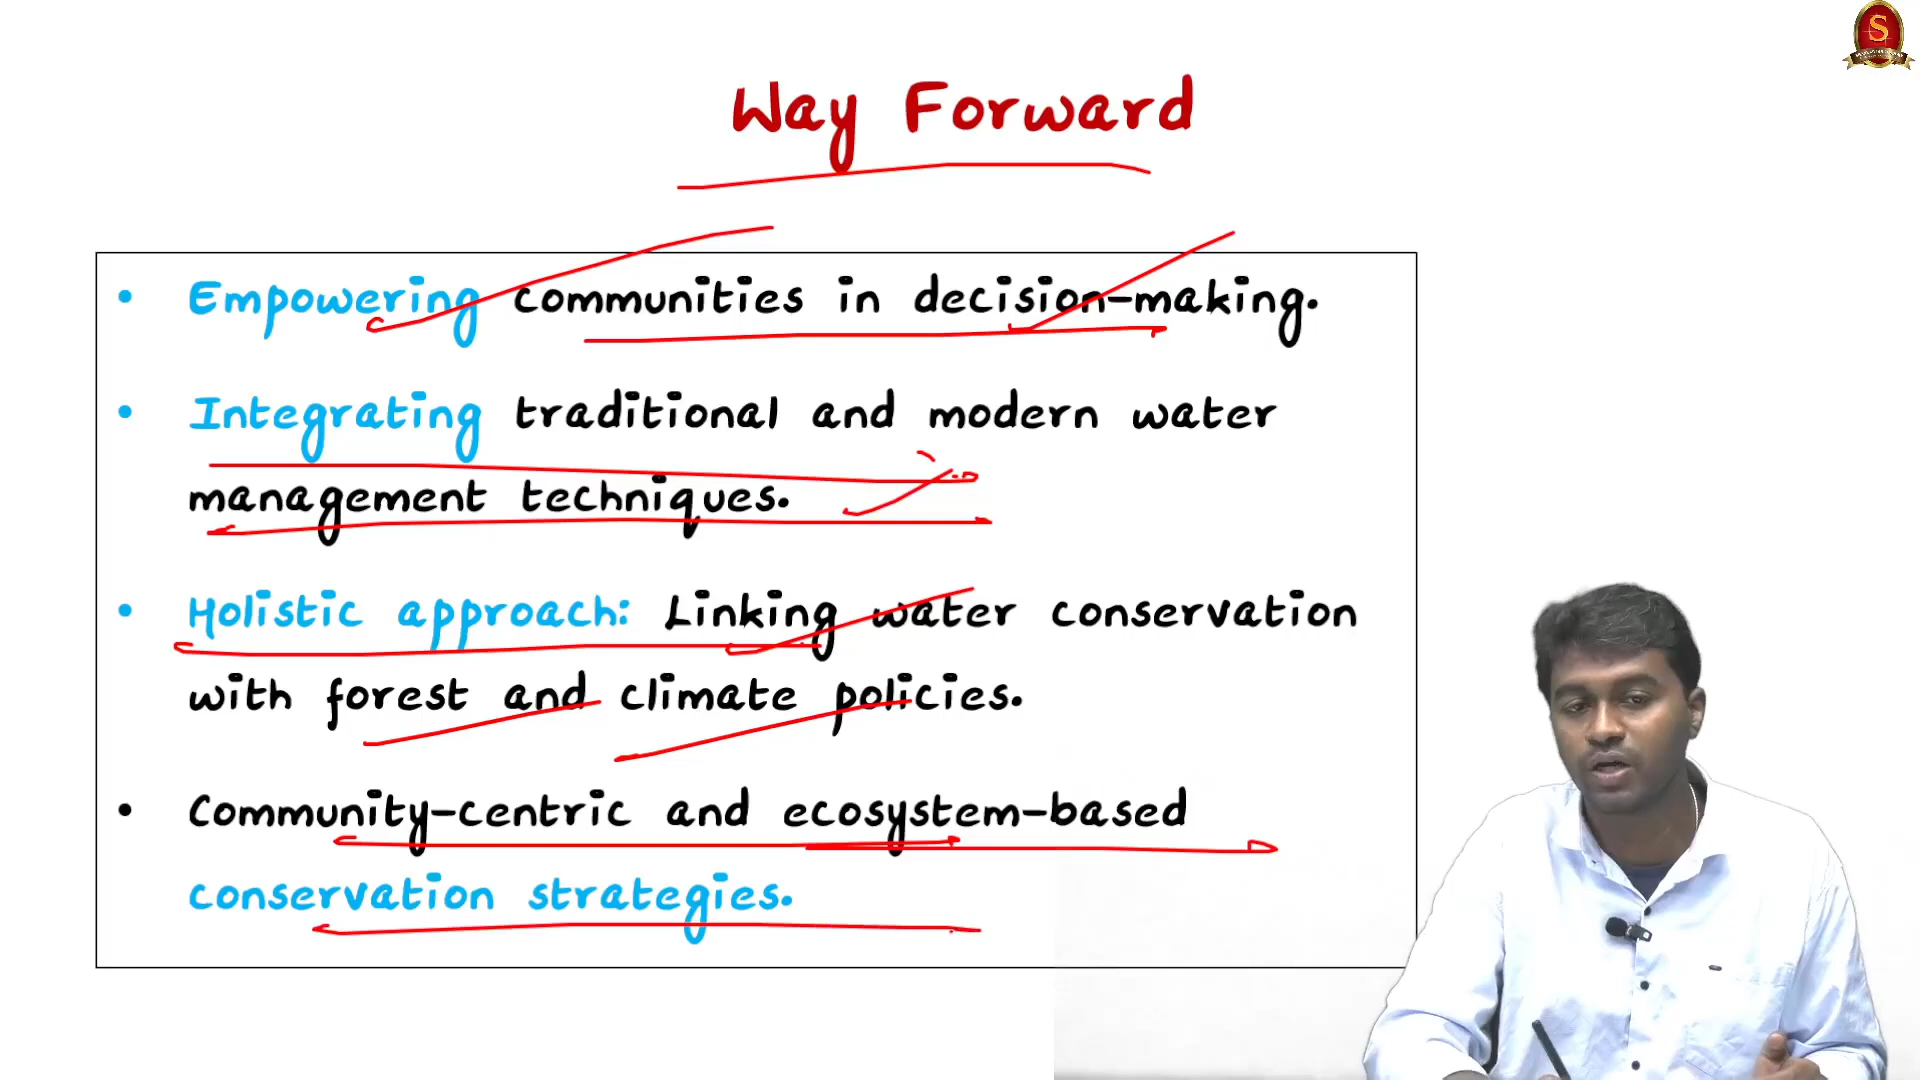 S
Way Forward
• Empowering communities in decision-making.
• Integrating traditional and modern water
management techniques.
• Holistic approach: Linking water conservation
with forest and climate policies.
• Community-centric and ecosystem-based
conservation strategies.